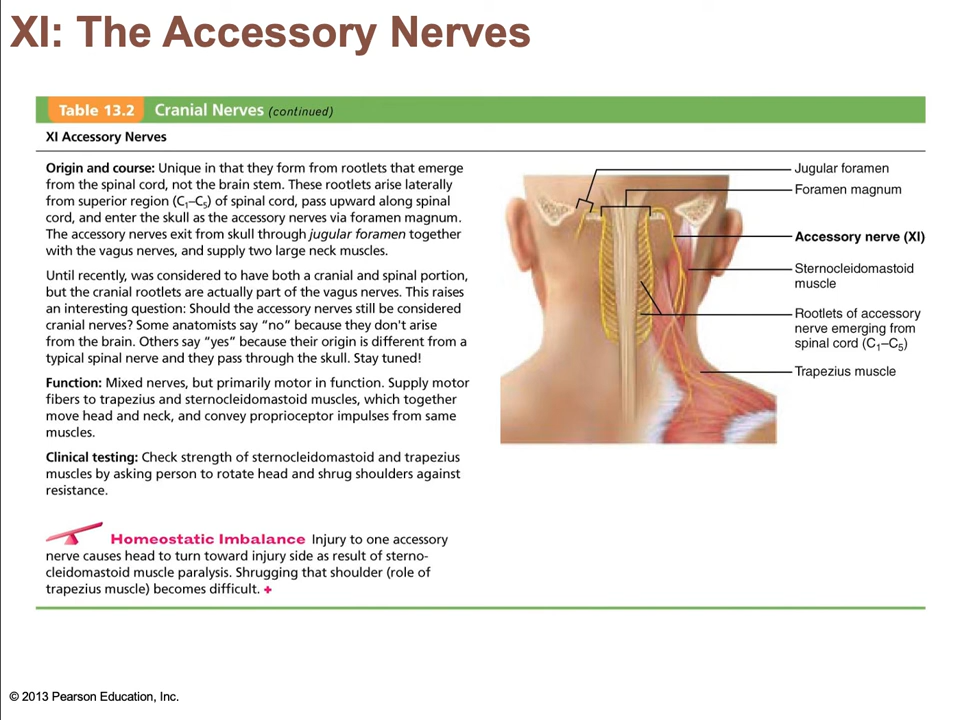 XI: The Accessory Nerves
Table 13.2 Cranial Nerves (continued)
XI Accessory Nerves
Origin and course: Unique in that they form from rootlets that emerge
from the spinal cord, not the brain stem. These rootlets arise laterally
from superior region (C₁–C₅) of spinal cord, pass upward along spinal
cord, and enter the skull as the accessory nerves via foramen magnum.
The accessory nerves exit from skull through jugular foramen together
with the vagus nerves, and supply two large neck muscles.
Until recently, was considered to have both a cranial and spinal portion,
but the cranial rootlets are actually part of the vagus nerves. This raises
an interesting question: Should the accessory nerves still be considered
cranial nerves? Some anatomists say “no” because they don't arise
from the brain. Others say “yes” because their origin is different from a
typical spinal nerve and they pass through the skull. Stay tuned!
Function: Mixed nerves, but primarily motor in function. Supply motor
fibers to trapezius and sternocleidomastoid muscles, which together
move head and neck, and convey proprioceptor impulses from same
muscles.
Clinical testing: Check strength of sternocleidomastoid and trapezius
muscles by asking person to rotate head and shrug shoulders against
resistance.
Homeostatic Imbalance Injury to one accessory
nerve causes head to turn toward injury side as result of sterno-
cleidomastoid muscle paralysis. Shrugging that shoulder (role of
trapezius muscle) becomes difficult. +
Jugular foramen
Foramen magnum
Accessory nerve (XI)
Sternocleidomastoid
muscle
Rootlets of accessory
nerve emerging from
spinal cord (C₁–C₅)
Trapezius muscle
© 2013 Pearson Education, Inc.